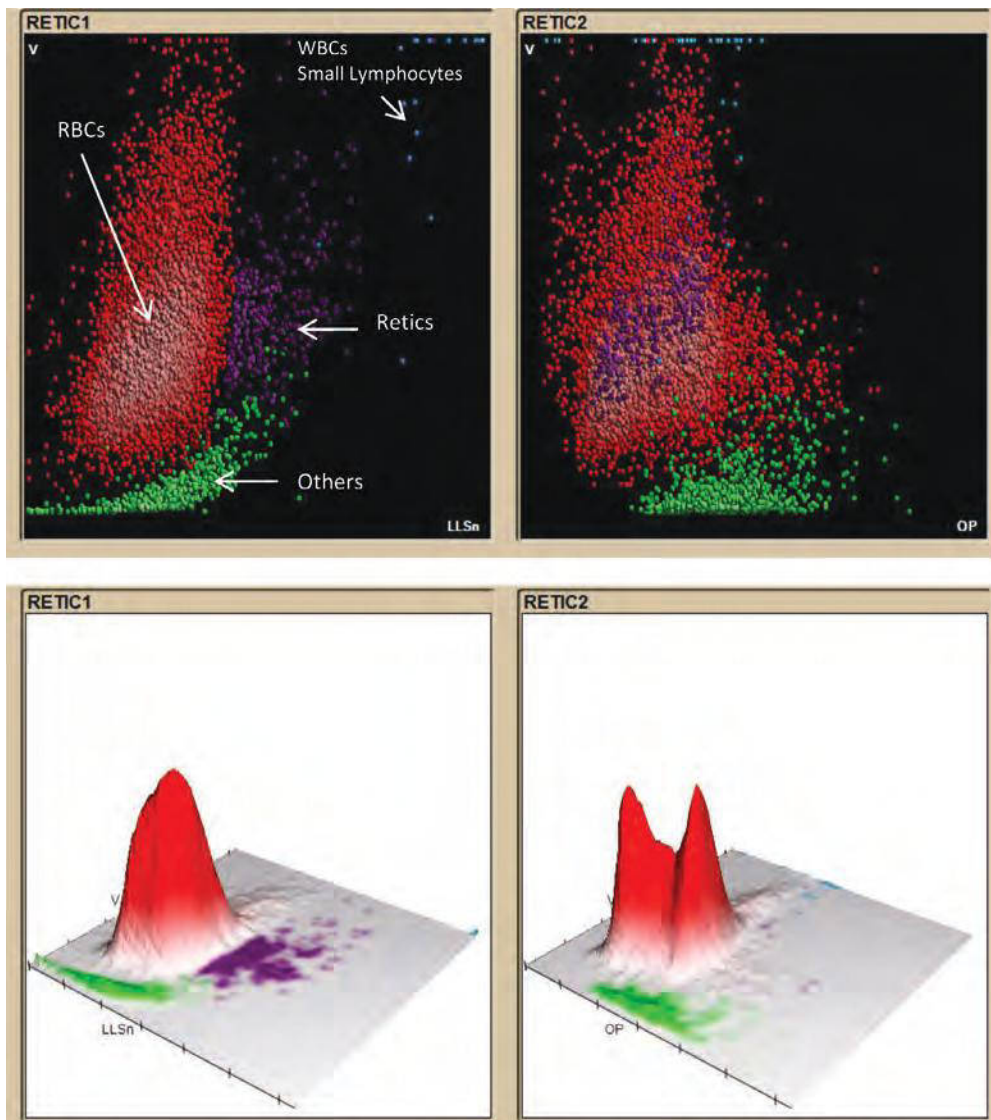 RETIC1
V
WBCs
Small Lymphocytes
RBCs
Retics
Others
LLSn
RETIC2
V
OP
RETIC1
V
LLSn
RETIC2
V
OP